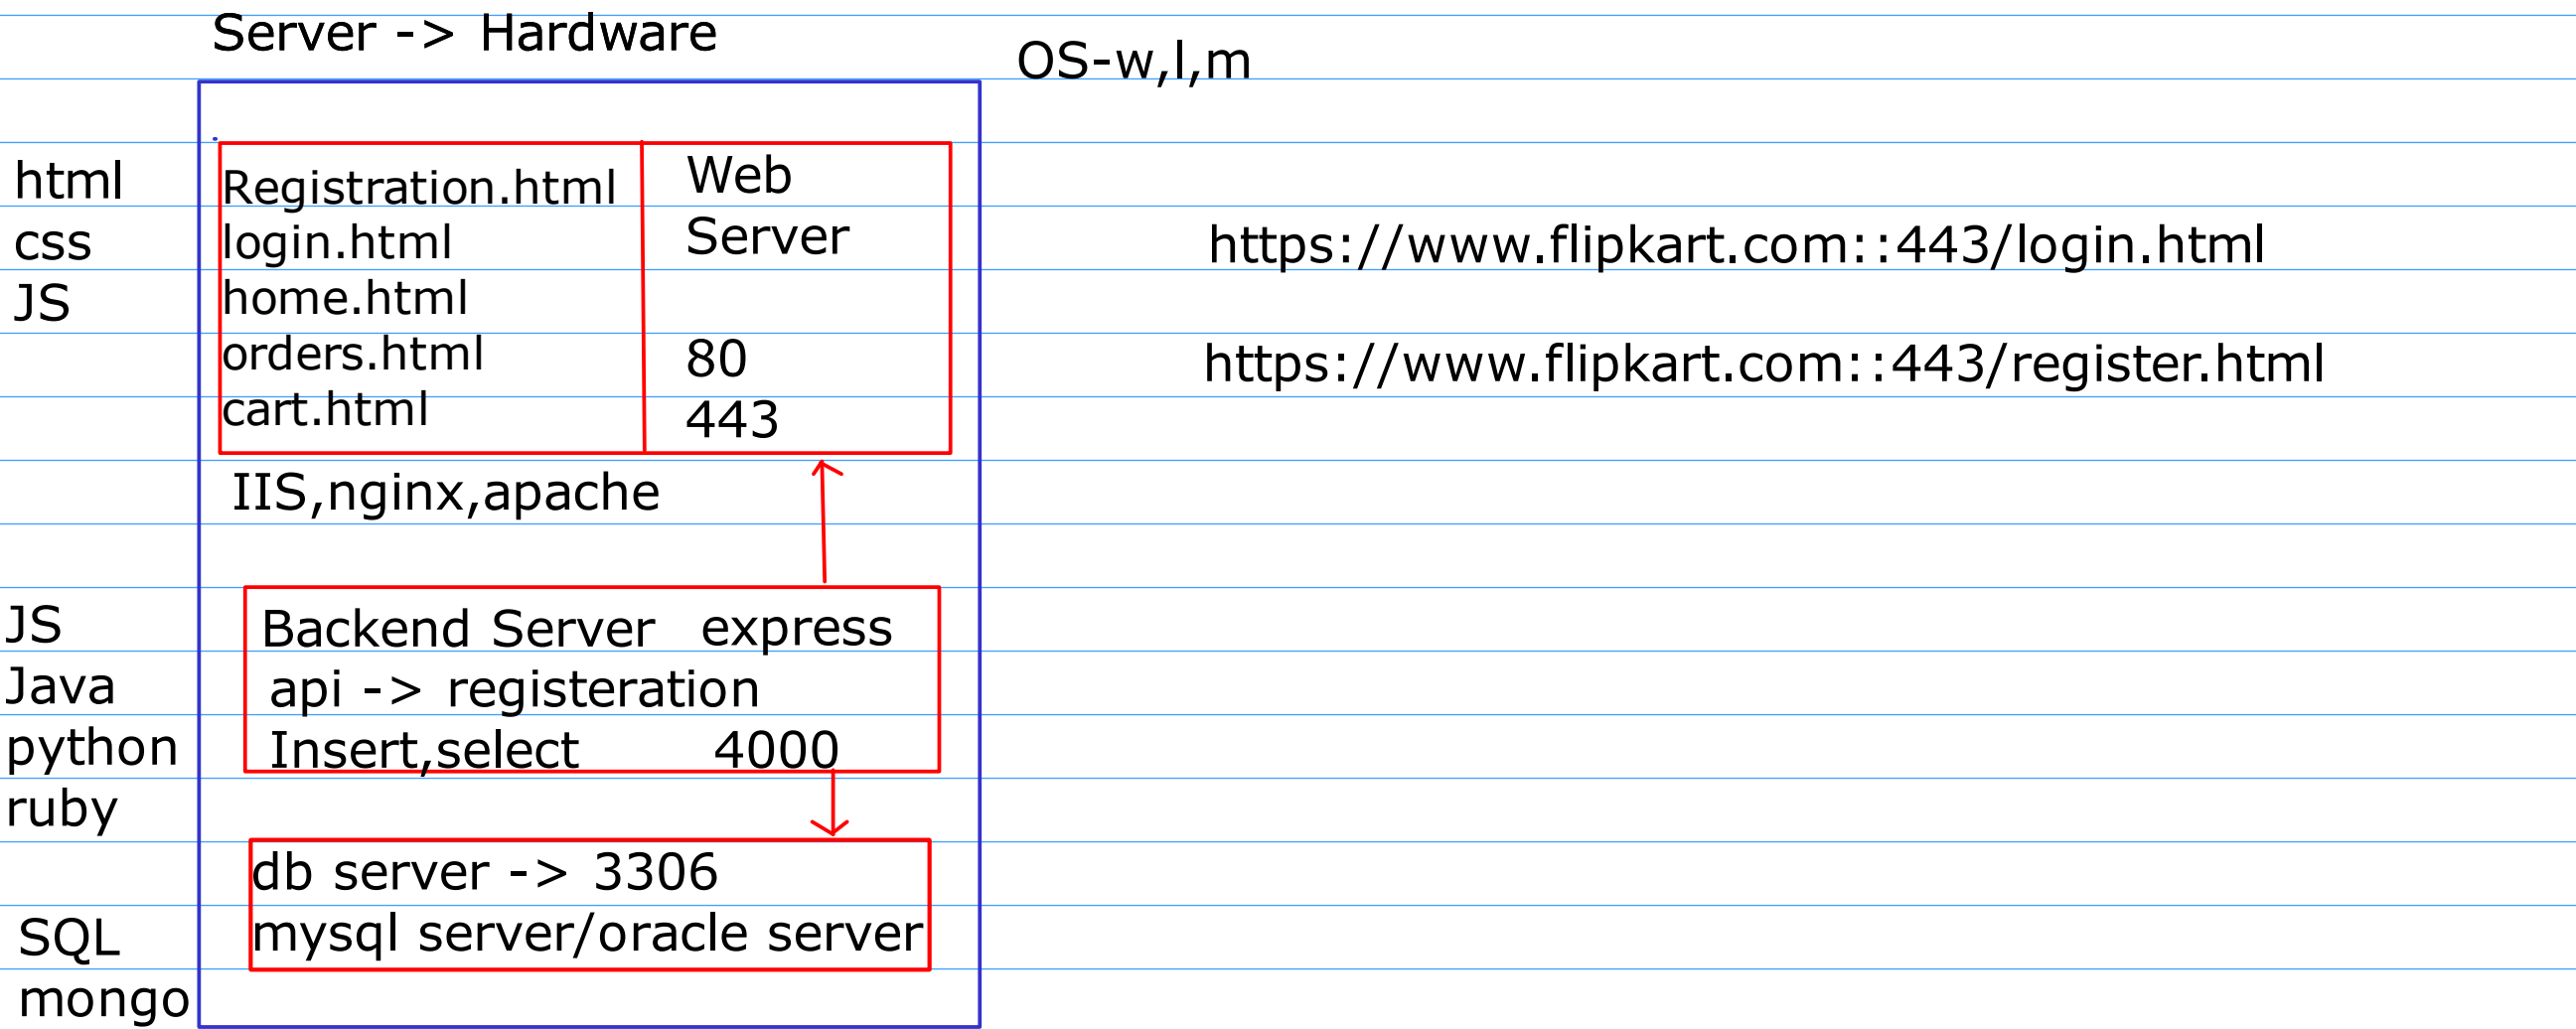 Server -> Hardware
OS-w,l,m
html
css
JS
Registration.html
login.html
home.html
orders.html
cart.html
Web
Server
80
443
https://www.flipkart.com::443/login.html
https://www.flipkart.com::443/register.html
IIS,nginx,apache
JS
Java
python
ruby
Backend Server express
api -> registeration
Insert,select 4000
db server -> 3306
mysql server/oracle server
SQL
mongo